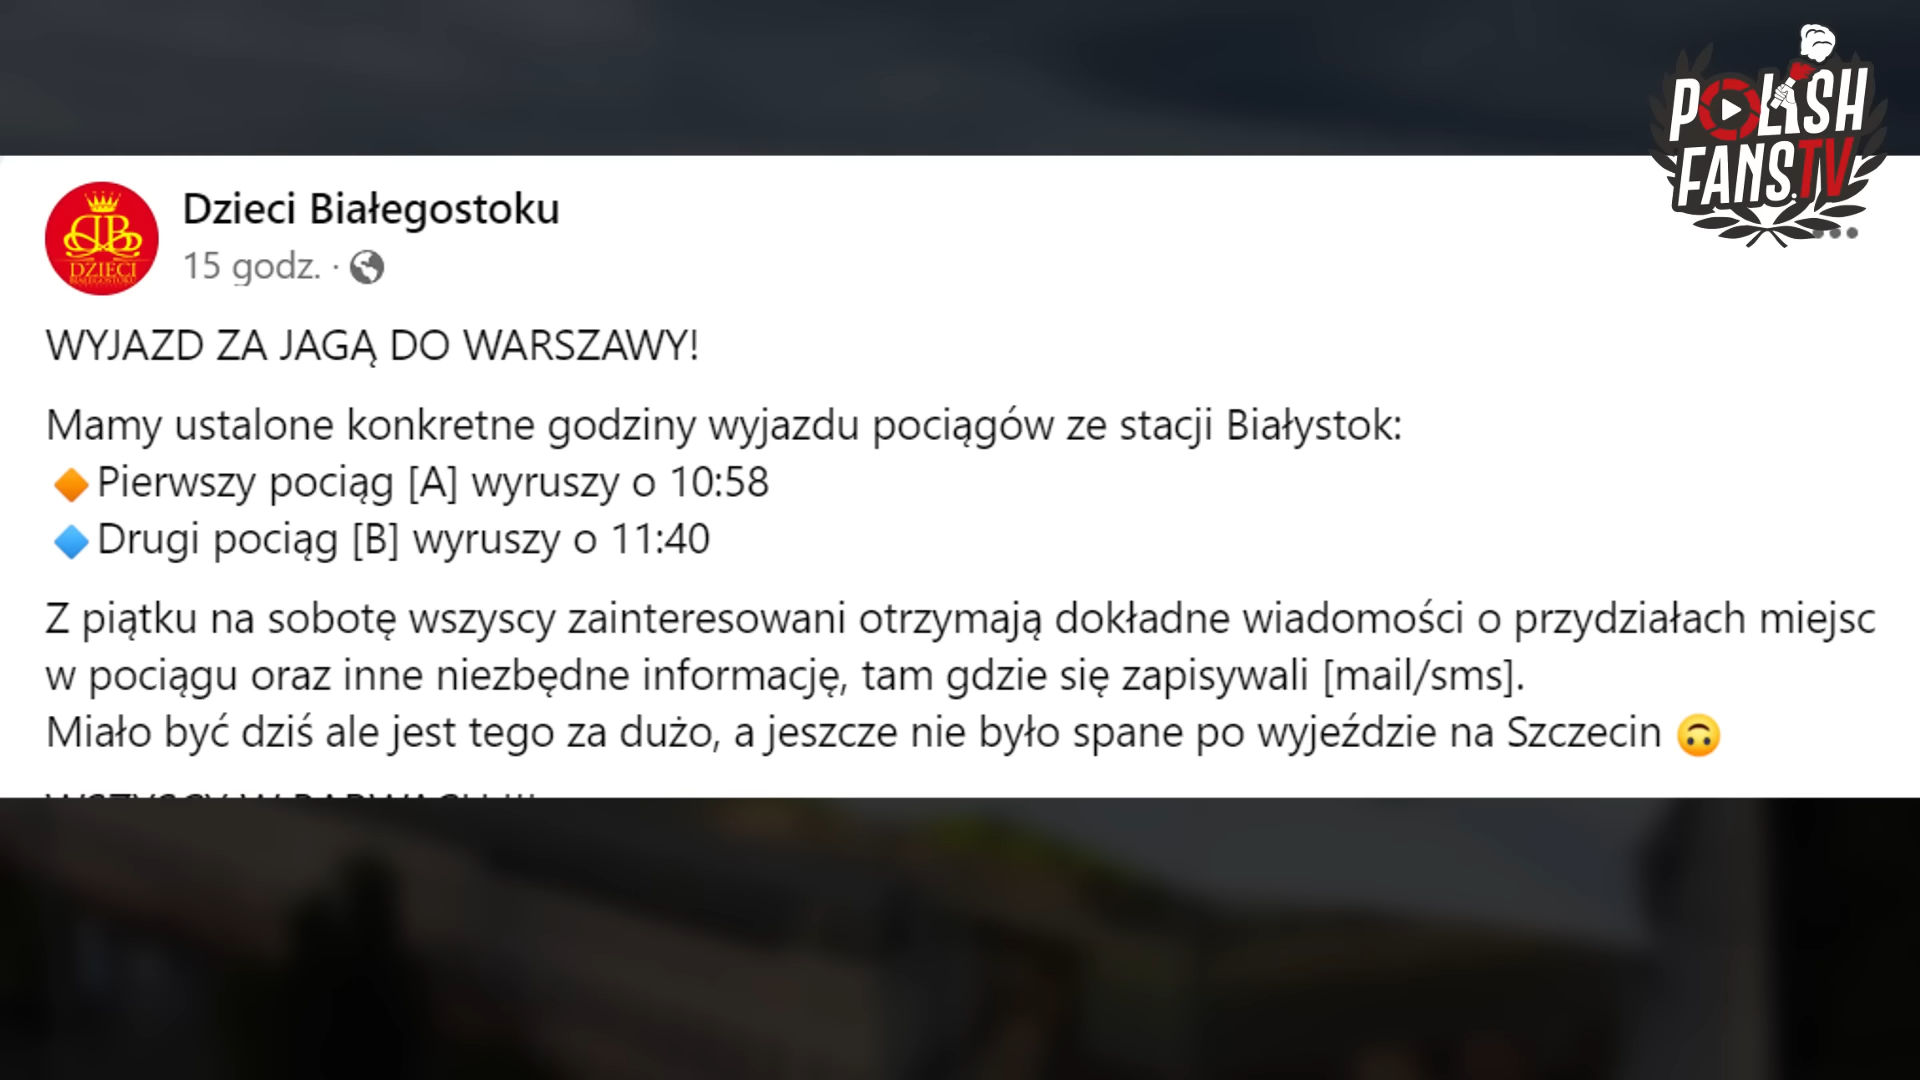 POLISH
FANS.TV
DZIECI
BIAŁEGOSTOKU
Dzieci Białegostoku
15 godz. ·
WYJAZD ZA JAGĄ DO WARSZAWY!
Mamy ustalone konkretne godziny wyjazdu pociągów ze stacji Białystok:
🔶Pierwszy pociąg [A] wyruszy o 10:58
🔷Drugi pociąg [B] wyruszy o 11:40
Z piątku na sobotę wszyscy zainteresowani otrzymają dokładne wiadomości o przydziałach miejsc
w pociągu oraz inne niezbędne informację, tam gdzie się zapisywali [mail/sms].
Miało być dziś ale jest tego za dużo, a jeszcze nie było spane po wyjeździe na Szczecin 🙃